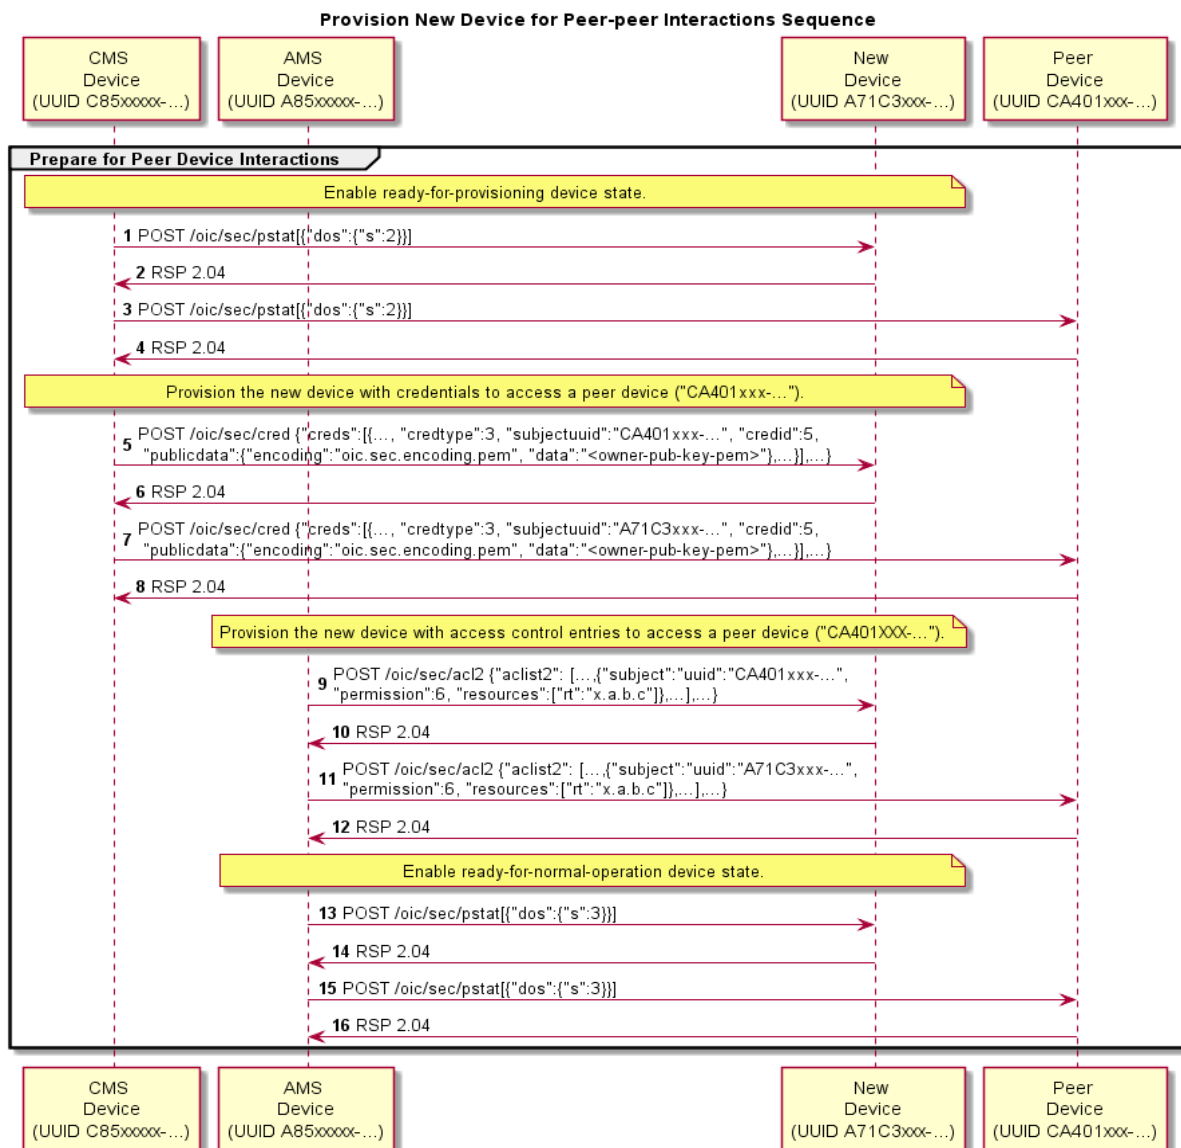 Provision New Device for Peer-peer Interactions Sequence
CMS
Device
(UUID C85xxxxx-...)
AMS
Device
(UUID A85xxxxx-...)
New
Device
(UUID A71C3xxx-...)
Peer
Device
(UUID CA401xxx-...)
Prepare for Peer Device Interactions
Enable ready-for-provisioning device state.
1 POST /oic/sec/pstat[{"dos":{"s":2}}]
2 RSP 2.04
3 POST /oic/sec/pstat[{"dos":{"s":2}}]
4 RSP 2.04
Provision the new device with credentials to access a peer device ("CA401xxx-...").
5 POST /oic/sec/cred {"creds":[{..., "credtype":3, "subjectuuid":"CA401xxx-...", "credid":5,
"publicdata":{"encoding":"oic.sec.encoding.pem", "data":"<owner-pub-key-pem>"},...}],...}
6 RSP 2.04
7 POST /oic/sec/cred {"creds":[{..., "credtype":3, "subjectuuid":"A71C3xxx-...", "credid":5,
"publicdata":{"encoding":"oic.sec.encoding.pem", "data":"<owner-pub-key-pem>"},...}],...}
8 RSP 2.04
Provision the new device with access control entries to access a peer device ("CA401XXX-...").
9 POST /oic/sec/acl2 {"aclist2": [...,{"subject":"uuid":"CA401xxx-...",
"permission":6, "resources":["rt":"x.a.b.c"]},...],...}
10 RSP 2.04
11 POST /oic/sec/acl2 {"aclist2": [...,{"subject":"uuid":"A71C3xxx-...",
"permission":6, "resources":["rt":"x.a.b.c"]},...],...}
12 RSP 2.04
Enable ready-for-normal-operation device state.
13 POST /oic/sec/pstat[{"dos":{"s":3}}]
14 RSP 2.04
15 POST /oic/sec/pstat[{"dos":{"s":3}}]
16 RSP 2.04
CMS
Device
(UUID C85xxxxx-...)
AMS
Device
(UUID A85xxxxx-...)
New
Device
(UUID A71C3xxx-...)
Peer
Device
(UUID CA401xxx-...)